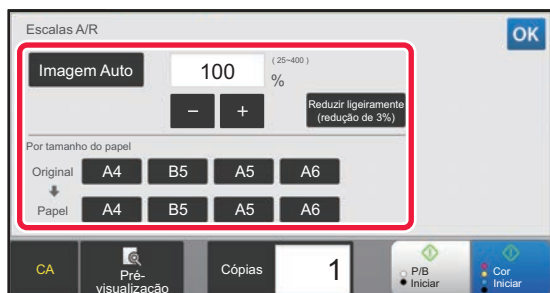 Escalas A/R
OK
Imagem Auto
100
(25~400)
%
−
+
Reduzir ligeiramente
(redução de 3%)
Por tamanho do papel
Original A4 B5 A5 A6
Papel A4 B5 A5 A6
CA
Pré-
visualização
Cópias
1
P/B
Iniciar
Cor
Iniciar